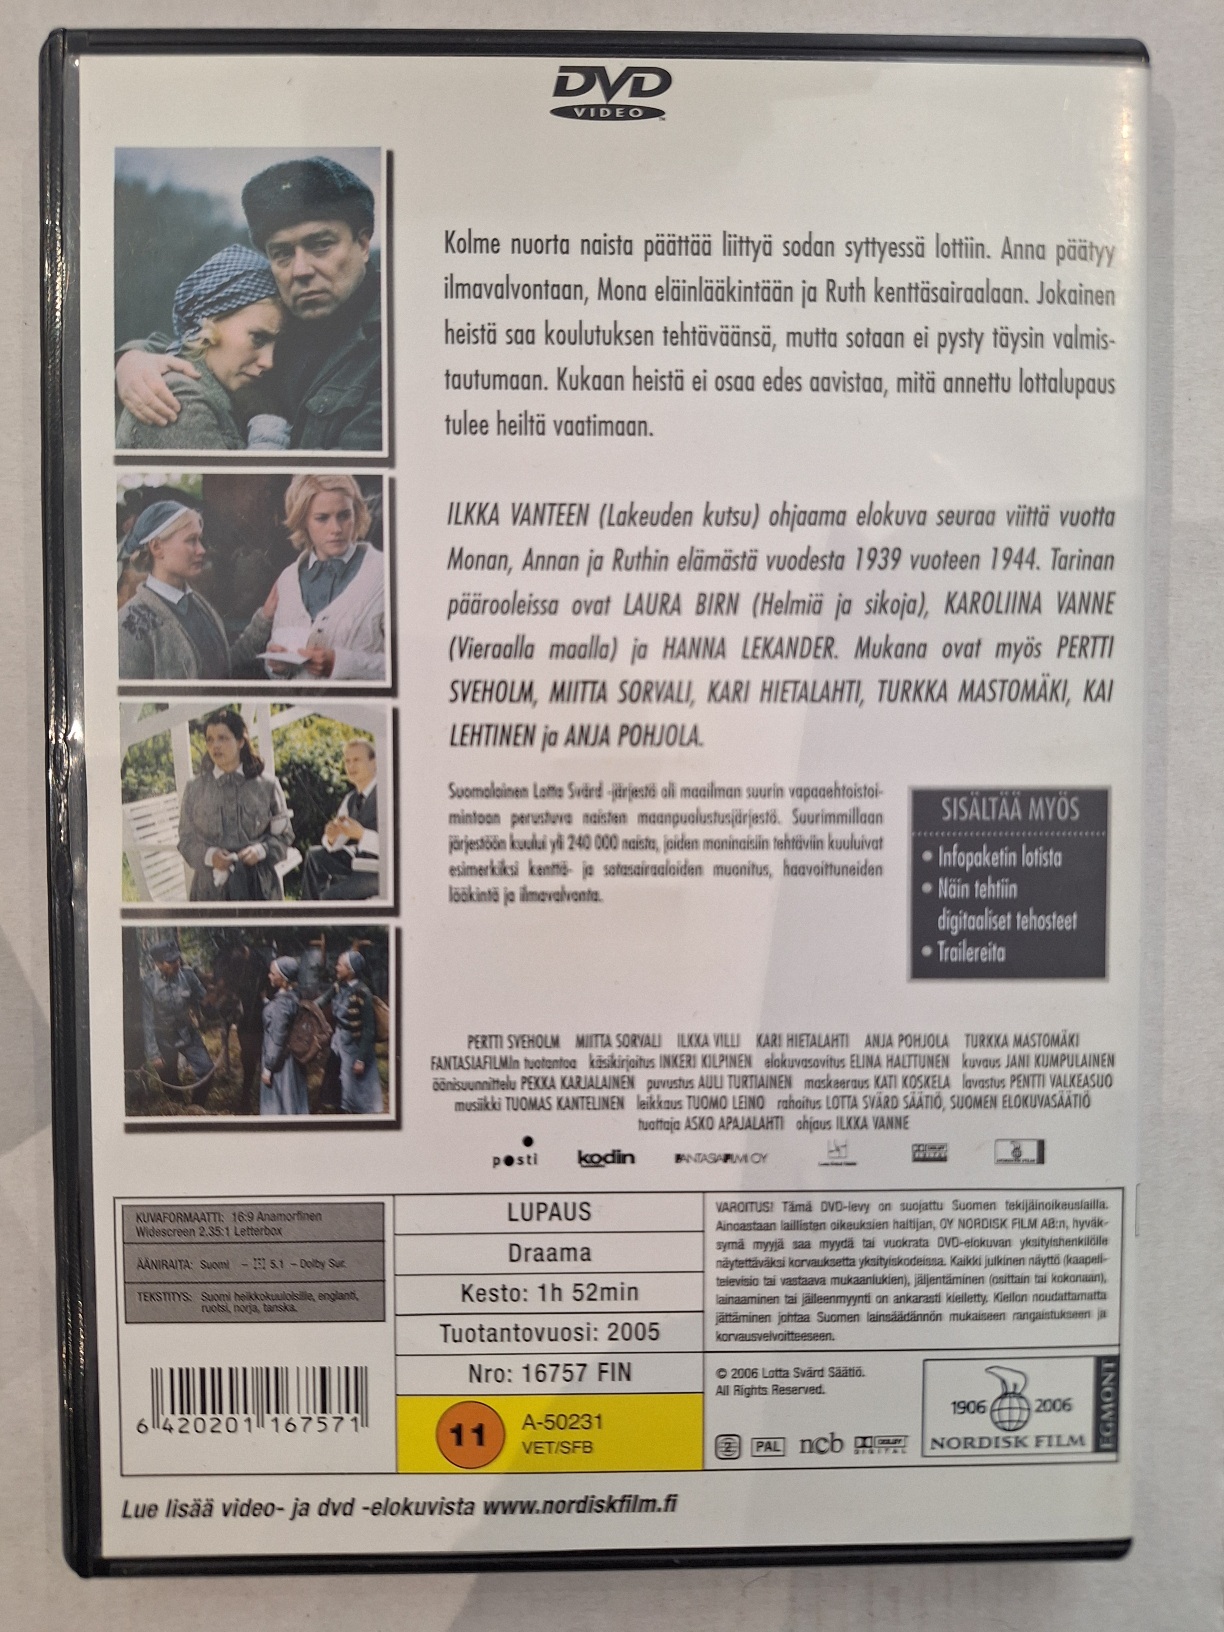 DVD
VIDEO
Kolme nuorta naista päättää liittyä sodan syttyessä lottiin. Anna päätyy
ilmavalvontaan, Mona eläinlääkintään ja Ruth kenttäsairaalaan. Jokainen
heistä saa koulutuksen tehtäväänsä, mutta sotaan ei pysty täysin valmis-
tautumaan. Kukaan heistä ei osaa edes aavistaa, mitä annettu lottalupaus
tulee heiltä vaatimaan.
ILKKA VANTEEN (Lakeuden kutsu) ohjaama elokuva seuraa viittä vuotta
Monan, Annan ja Ruthin elämästä vuodesta 1939 vuoteen 1944. Tarinan
päärooleissa ovat LAURA BIRN (Helmiä ja sikoja), KAROLIINA VANNE
(Vieraalla maalla) ja HANNA LEKANDER. Mukana ovat myös PERTTI
SVEHOLM, MIITTA SORVALI, KARI HIETALAHTI, TURKKA MASTOMÄKI, KAI
LEHTINEN ja ANJA POHJOLA.
Suomalainen Lotta Svärd -järjestö oli maailman suurin vapaaehtoistoi-
mintaan perustuva naisten maanpuolustusjärjestö. Suurimmillaan
järjestöön kuului yli 240 000 naista, joiden moninaisiin tehtäviin kuuluivat
esimerkiksi kenttä- ja sotasairaaloiden muonitus, haavoittuneiden
lääkintä ja ilmavalvonta.
SISÄLTÄÄ MYÖS
• Infopaketin lotista
• Näin tehtiin
digitaaliset tehosteet
• Trailereita
PERTTI SVEHOLM MIITTA SORVALI ILKKA VILLI KARI HIETALAHTI ANJA POHJOLA TURKKA MASTOMÄKI
FANTASIAFILMIn tuotantoa käsikirjoitus INKERI KILPINEN elokuvasovitus ELINA HALTTUNEN kuvaus JANI KUMPULAINEN
äänisuunnittelu PEKKA KARJALAINEN puvustus AULI TURTIAINEN maskeeraus KATI KOSKELA lavastus PENTTI VALKEASUO
musiikki TUOMAS KANTELINEN leikkaus TUOMO LEINO rahoitus LOTTA SVÄRD SÄÄTIÖ, SUOMEN ELOKUVASÄÄTIÖ
tuottaja ASKO APAJALAHTI ohjaus ILKKA VANNE
posti kodin FANTASIAFILMI OY
KUVAFORMAATTI: 16:9 Anamorfinen
Widescreen 2.35:1 Letterbox
ÄÄNIRAITA: Suomi – 5.1 – Dolby Sur.
TEKSTITYS: Suomi heikkokuuloisille, englanti,
ruotsi, norja, tanska.
6 420201 167571
LUPAUS
Draama
Kesto: 1h 52min
Tuotantovuosi: 2005
Nro: 16757 FIN
11
A-50231
VET/SFB
VAROITUS! Tämä DVD-levy on suojattu Suomen tekijäinoikeuslailla.
Ainoastaan laillisten oikeuksien haltijan, OY NORDISK FILM AB:n, hyväk-
symä myyjä saa myydä tai vuokrata DVD-elokuvan yksityishenkilölle
näytettäväksi korvauksetta yksityiskodeissa. Kaikki julkinen näyttö (kaapeli-
televisio tai vastaava mukaanlukien), jäljentäminen (osittain tai kokonaan),
lainaaminen tai jälleenmyynti on ankarasti kielletty. Kiellon noudattamatta
jättäminen johtaa Suomen lainsäädännön mukaiseen rangaistukseen ja
korvausvelvoitteeseen.
© 2006 Lotta Svärd Säätiö.
All Rights Reserved.
2 PAL ncb DOLBY DIGITAL
1906 2006
NORDISK FILM
EGMONT
Lue lisää video- ja dvd -elokuvista www.nordiskfilm.fi